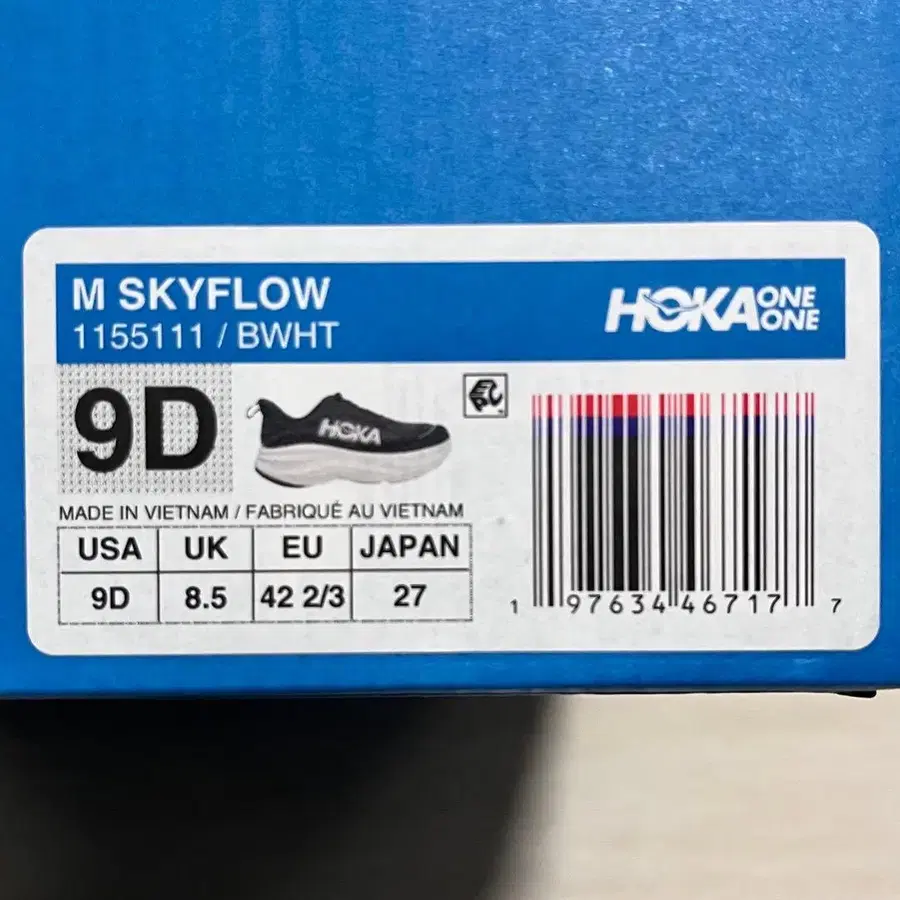 M SKYFLOW
1155111 / BWHT
HOKA ONE ONE
9D
HOKA
MADE IN VIETNAM / FABRIQUÉ AU VIETNAM
USA UK EU JAPAN
9D 8.5 42 2/3 27
1 97634 46717 7